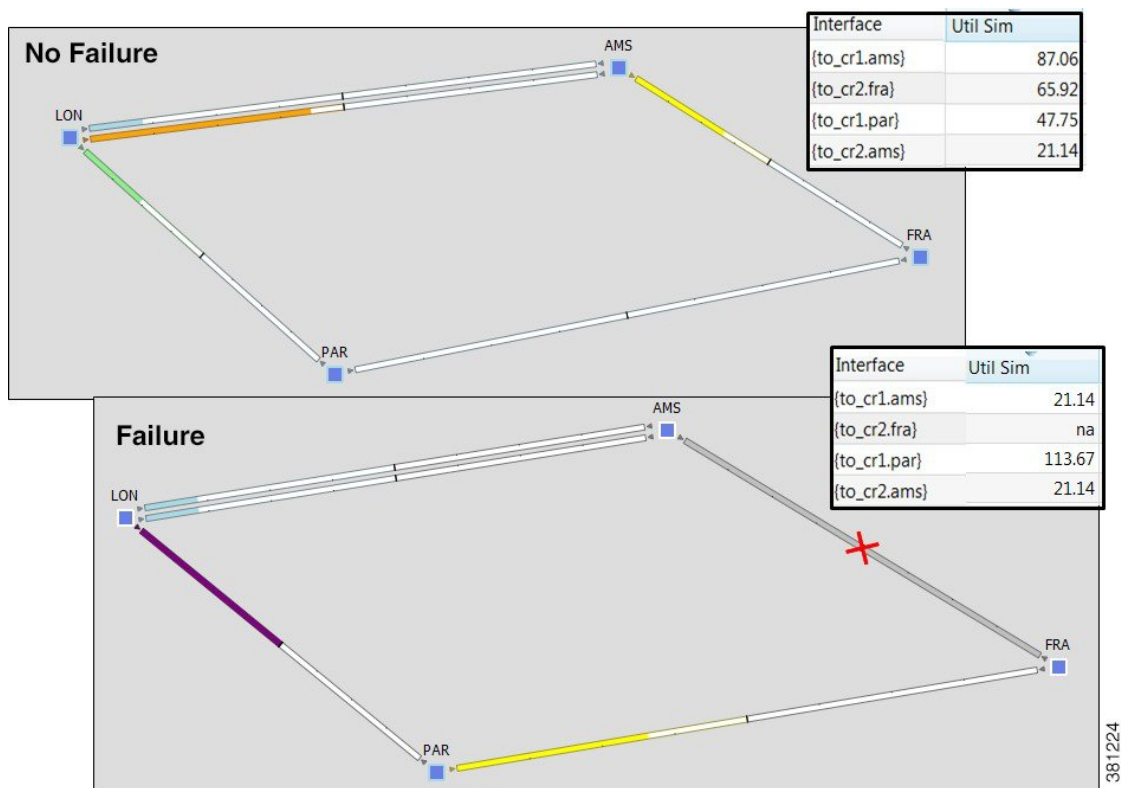 No Failure
AMS
LON
FRA
PAR
Interface Util Sim
{to_cr1.ams} 87.06
{to_cr2.fra} 65.92
{to_cr1.par} 47.75
{to_cr2.ams} 21.14
Failure
AMS
LON
FRA
PAR
Interface Util Sim
{to_cr1.ams} 21.14
{to_cr2.fra} na
{to_cr1.par} 113.67
{to_cr2.ams} 21.14
381224